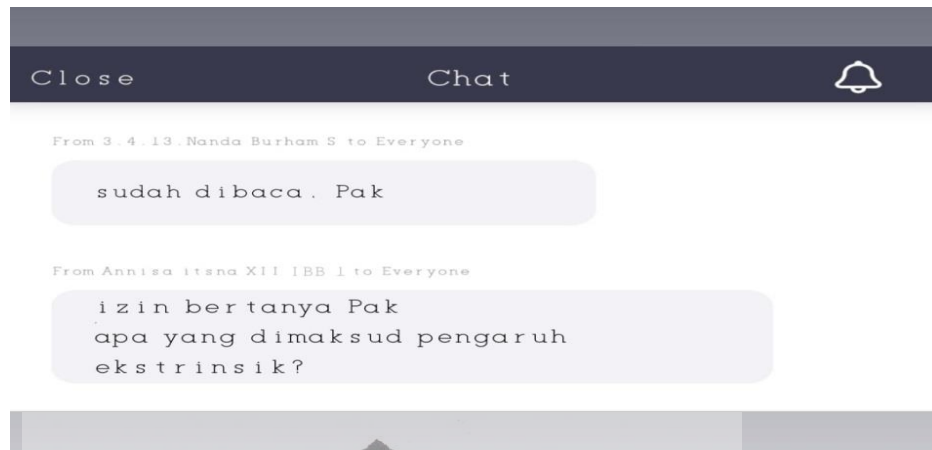 Close Chat
From 3.4.13.Nanda Burham S to Everyone
sudah dibaca. Pak
From Annisa itsna XII IBB 1 to Everyone
izin bertanya Pak
apa yang dimaksud pengaruh
ekstrinsik?